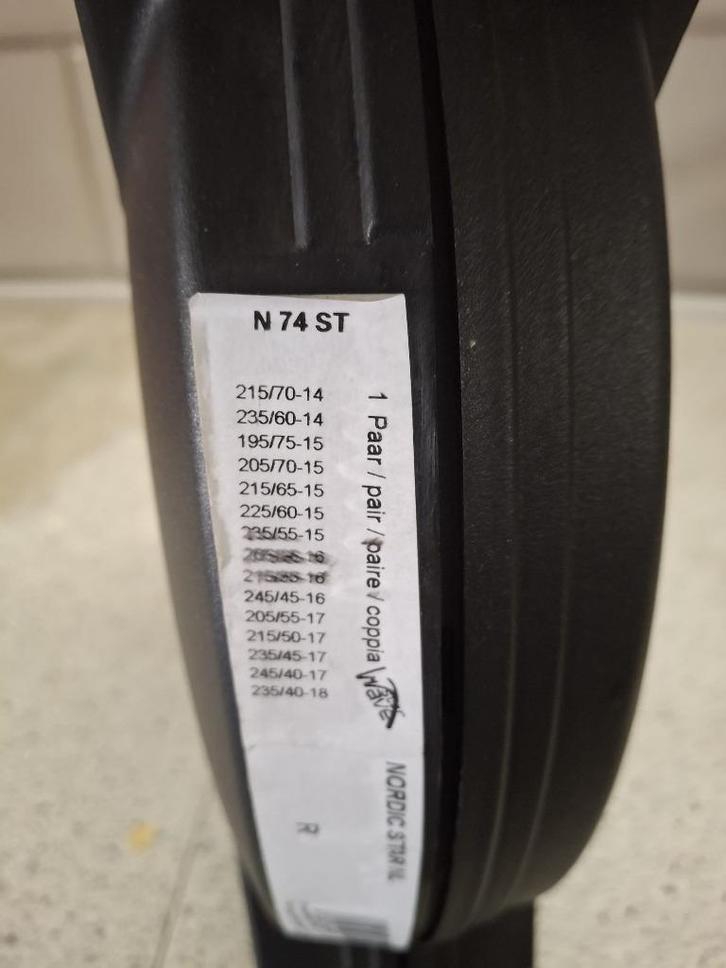 N 74 ST
215/70-14
235/60-14
195/75-15
205/70-15
215/65-15
225/60-15
235/55-15
245/45-16
205/55-17
215/50-17
235/45-17
245/40-17
235/40-18
1 Paar / pair / paire / coppia
Wave
NORDIC STAR
R